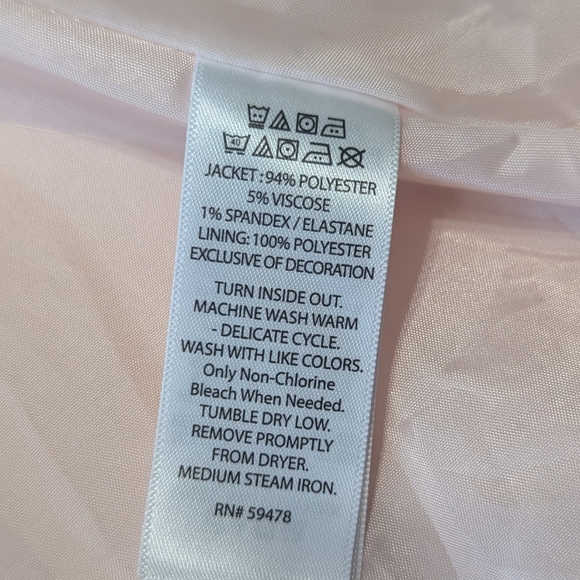 40
JACKET: 94% POLYESTER
5% VISCOSE
1% SPANDEX / ELASTANE
LINING: 100% POLYESTER
EXCLUSIVE OF DECORATION
TURN INSIDE OUT.
MACHINE WASH WARM
- DELICATE CYCLE.
WASH WITH LIKE COLORS.
Only Non-Chlorine
Bleach When Needed.
TUMBLE DRY LOW.
REMOVE PROMPTLY
FROM DRYER.
MEDIUM STEAM IRON.
RN# 59478